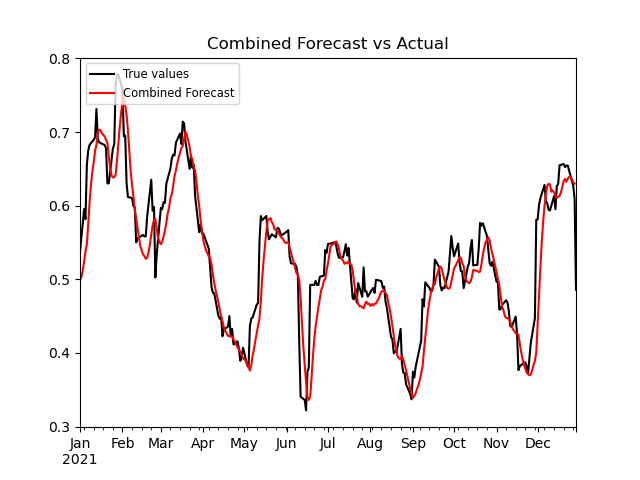 Combined Forecast vs Actual
True values
Combined Forecast
0.8
0.7
0.6
0.5
0.4
0.3
Jan Feb Mar Apr May Jun Jul Aug Sep Oct Nov Dec
2021